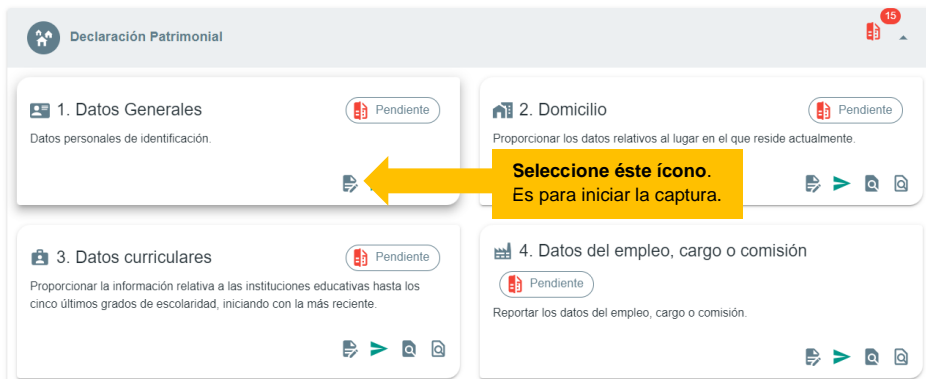 Declaración Patrimonial
15
1. Datos Generales
Pendiente
Datos personales de identificación.
2. Domicilio
Pendiente
Proporcionar los datos relativos al lugar en el que reside actualmente.
Seleccione éste ícono.
Es para iniciar la captura.
3. Datos curriculares
Pendiente
Proporcionar la información relativa a las instituciones educativas hasta los
cinco últimos grados de escolaridad, iniciando con la más reciente.
4. Datos del empleo, cargo o comisión
Pendiente
Reportar los datos del empleo, cargo o comisión.